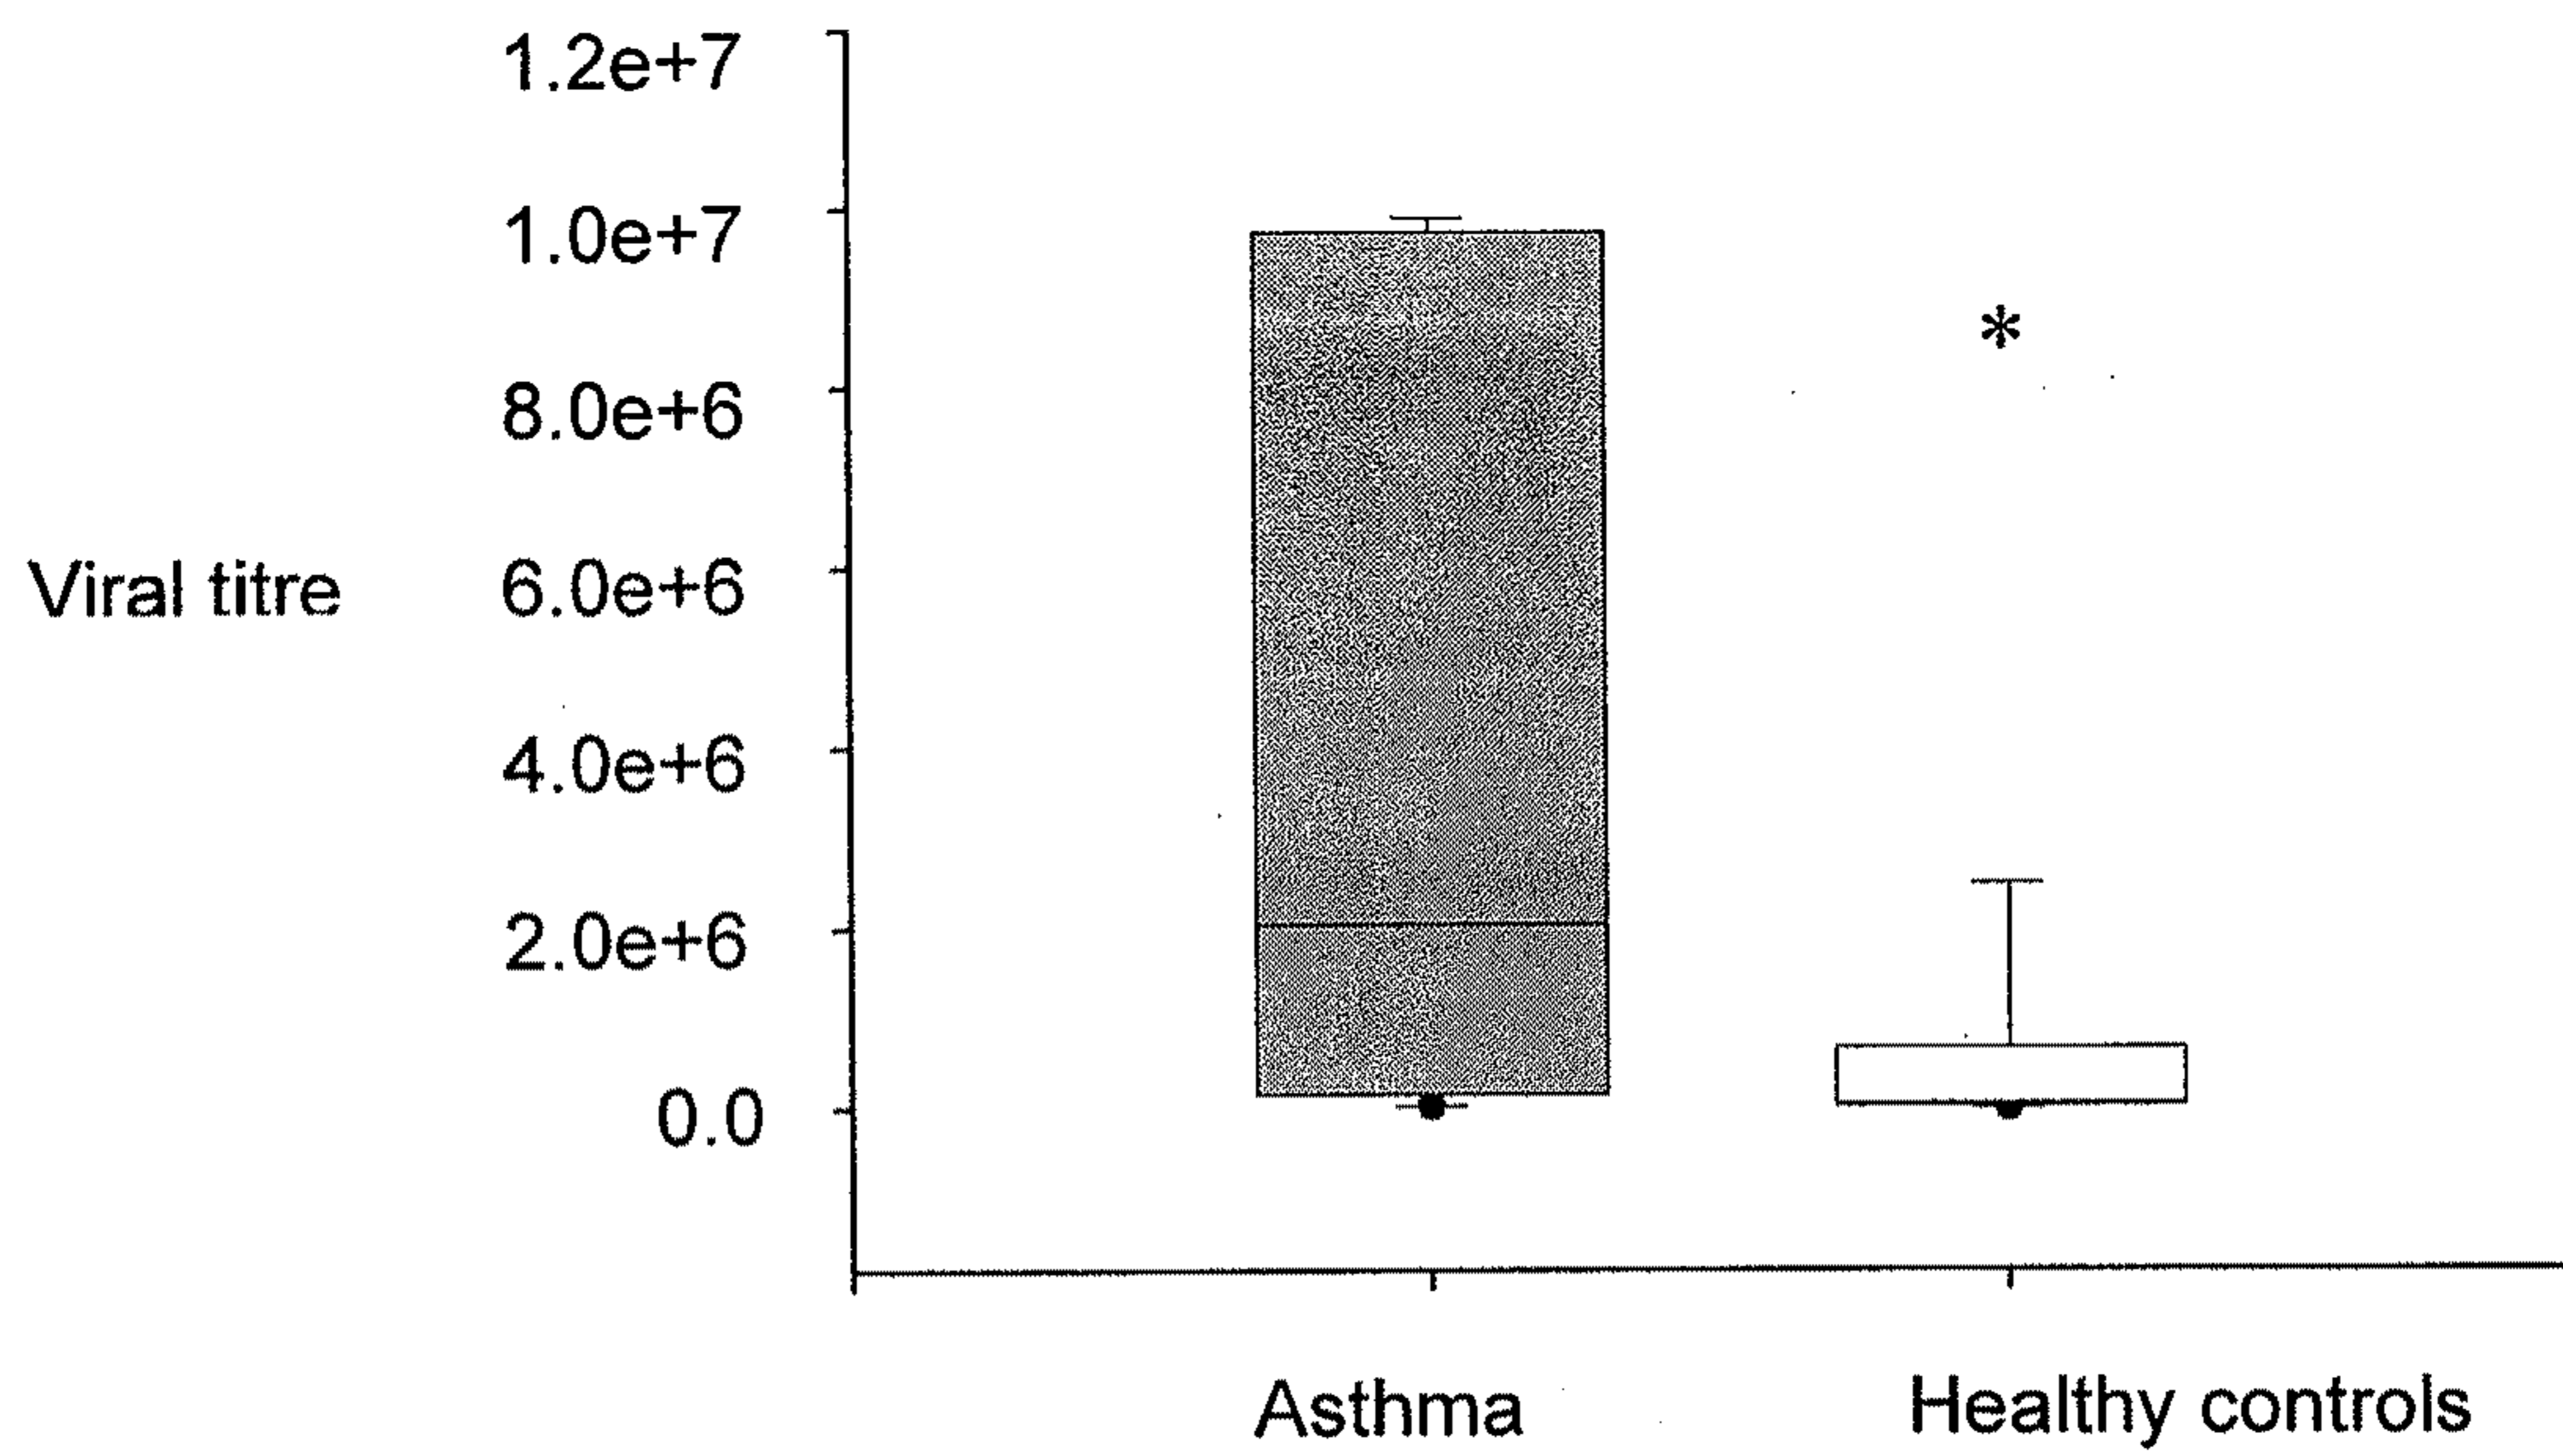 1.2e+7
1.0e+7
*
8.0e+6
Viral titre
6.0e+6
4.0e+6
2.0e+6
0.0
Asthma
Healthy controls